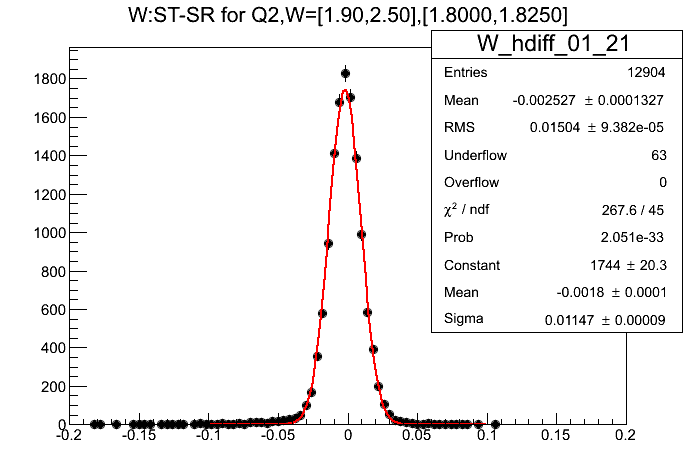 W:ST-SR for Q2,W=[1.90,2.50],[1.8000,1.8250]
W_hdiff_01_21
Entries 12904
Mean -0.002527 ± 0.0001327
RMS 0.01504 ± 9.382e-05
Underflow 63
Overflow 0
χ² / ndf 267.6 / 45
Prob 2.051e-33
Constant 1744 ± 20.3
Mean -0.0018 ± 0.0001
Sigma 0.01147 ± 0.00009
1800
1600
1400
1200
1000
800
600
400
200
0
-0.2 -0.15 -0.1 -0.05 0 0.05 0.1 0.15 0.2